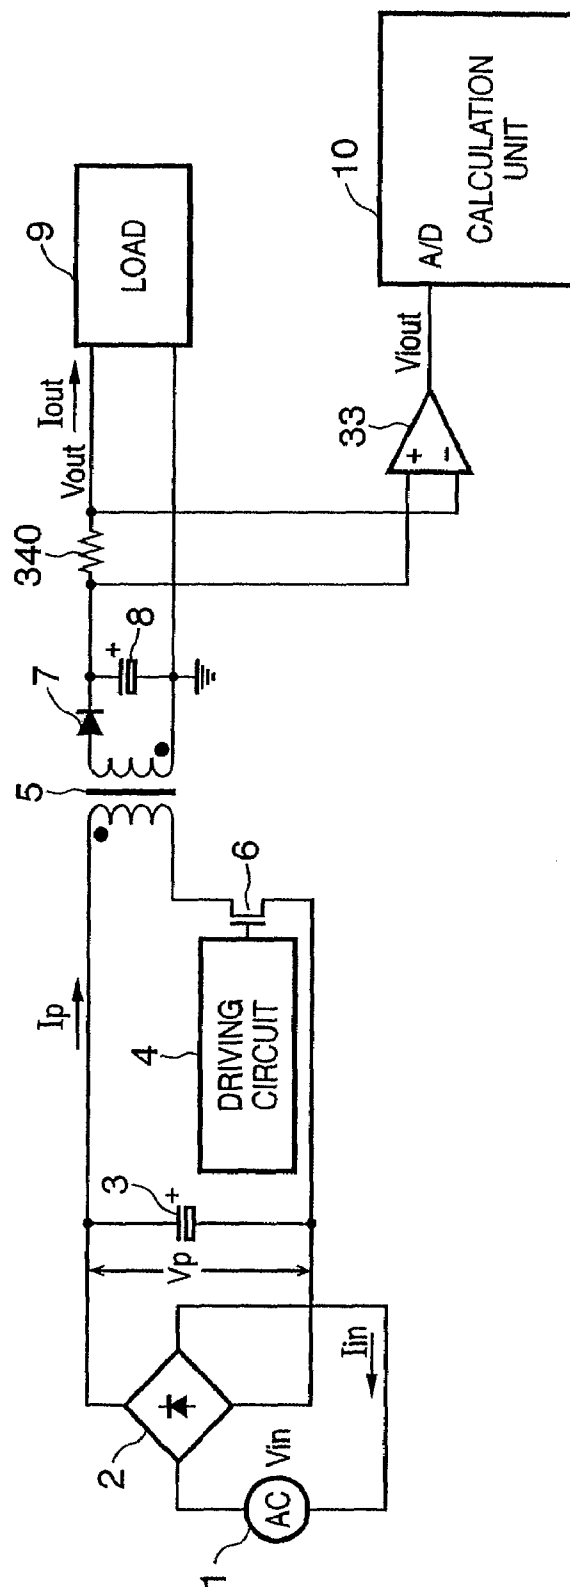 1
AC
Vin
Iin
2
Vp
3
+
Ip
4
DRIVING
CIRCUIT
6
5
7
8
+
340
Vout
Iout
9
LOAD
33
+
−
Viout
10
A/D
CALCULATION
UNIT